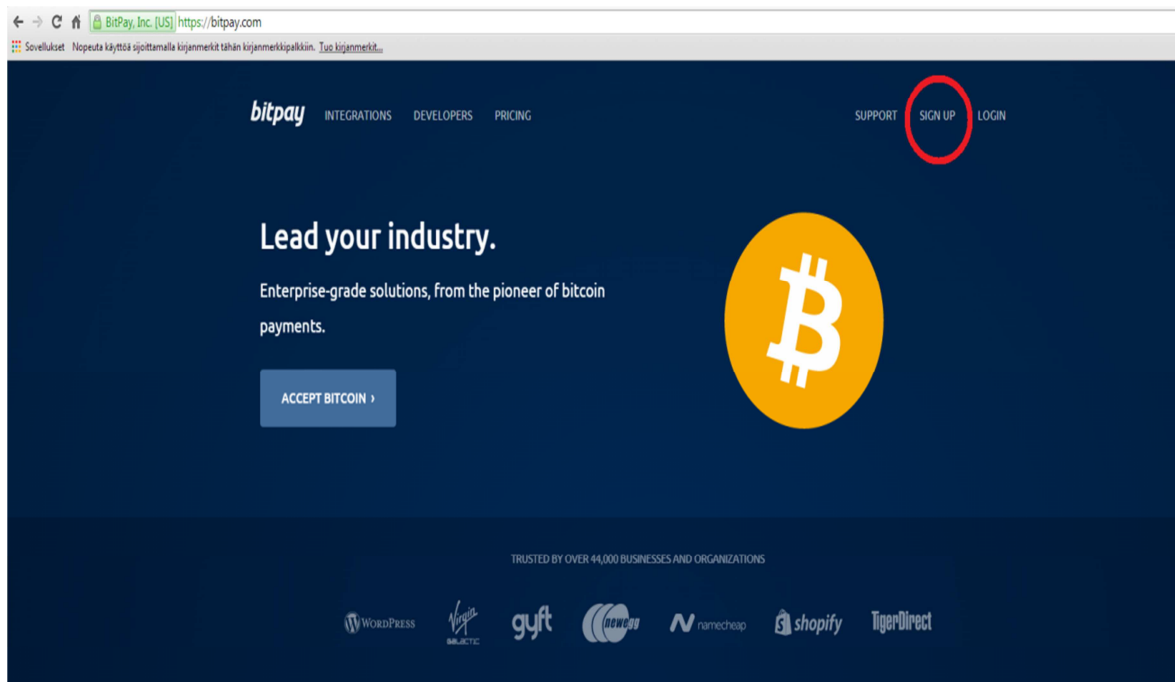 BitPay, Inc. [US] https://bitpay.com
Sovellukset Nopeuta käyttöä sijoittamalla kirjanmerkit tähän kirjanmerkkipalkkiin. Tuo kirjanmerkit...
bitpay INTEGRATIONS DEVELOPERS PRICING SUPPORT SIGN UP LOGIN
Lead your industry.
Enterprise-grade solutions, from the pioneer of bitcoin
payments.
ACCEPT BITCOIN ›
TRUSTED BY OVER 44,000 BUSINESSES AND ORGANIZATIONS
WORDPRESS Virgin GALACTIC gyft newegg namecheap shopify TigerDirect